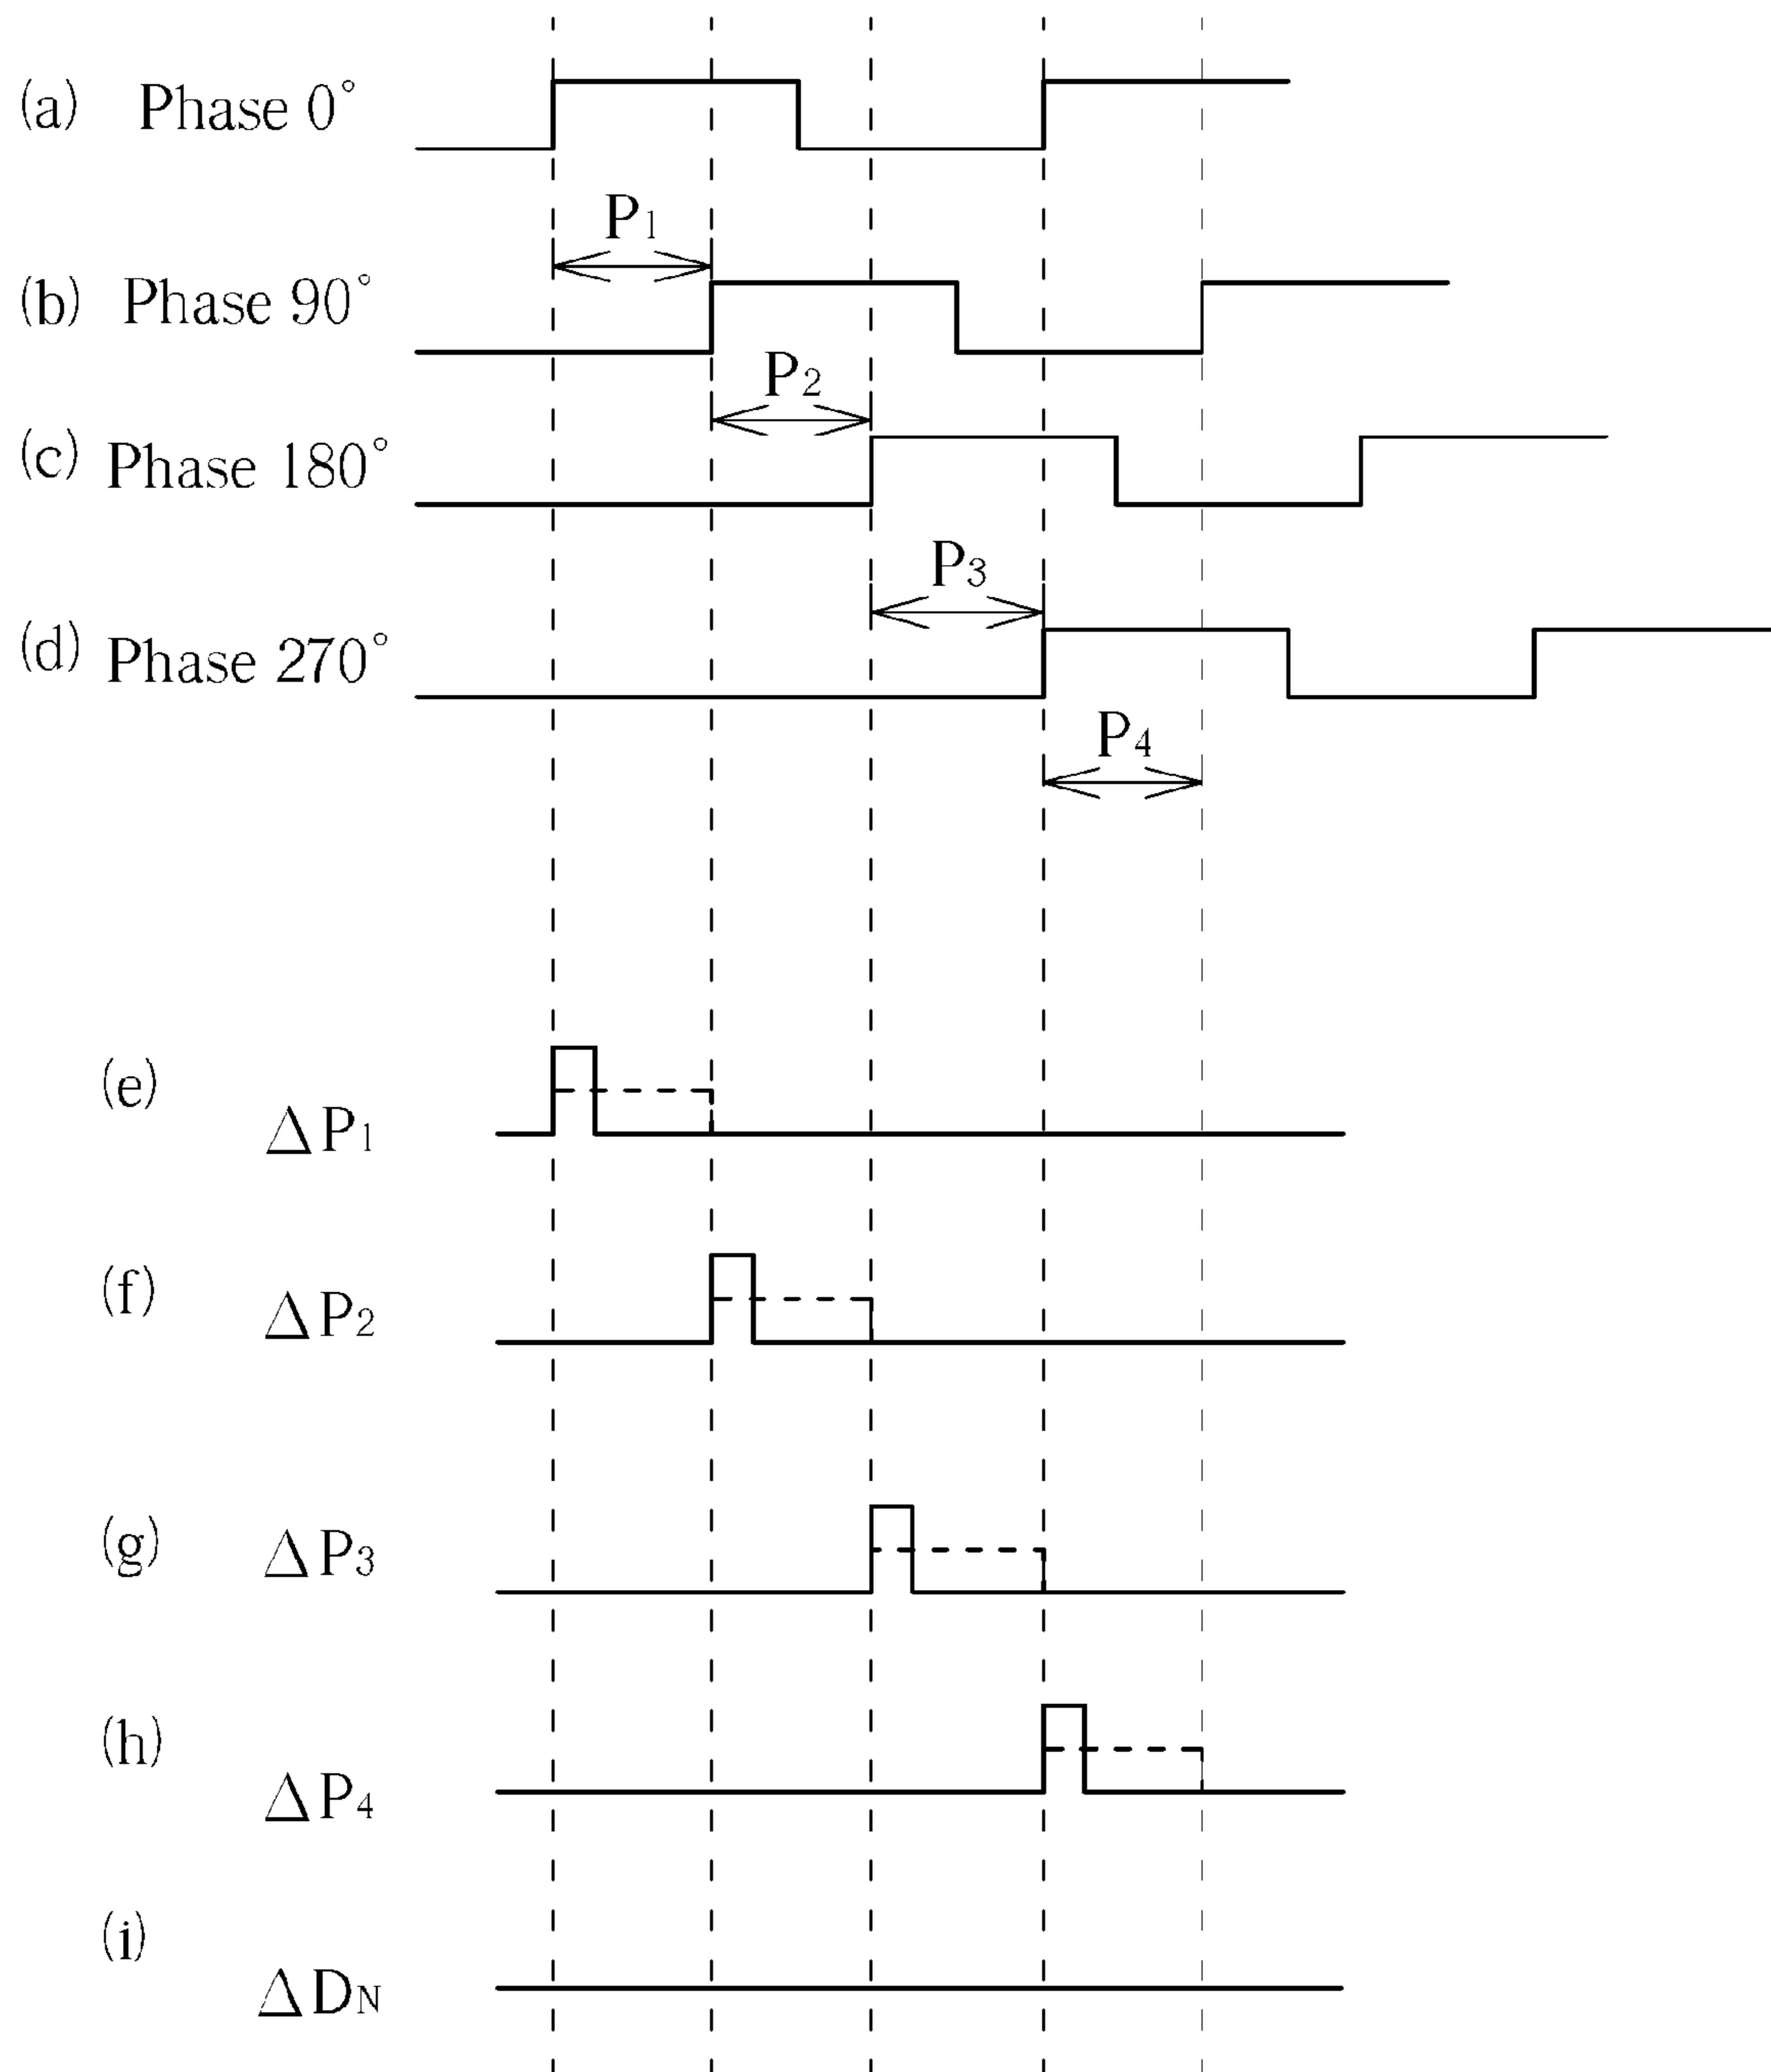 (a) Phase 0°
P1
(b) Phase 90°
P2
(c) Phase 180°
P3
(d) Phase 270°
P4
(e)
ΔP1
(f)
ΔP2
(g)
ΔP3
(h)
ΔP4
(i)
ΔDN